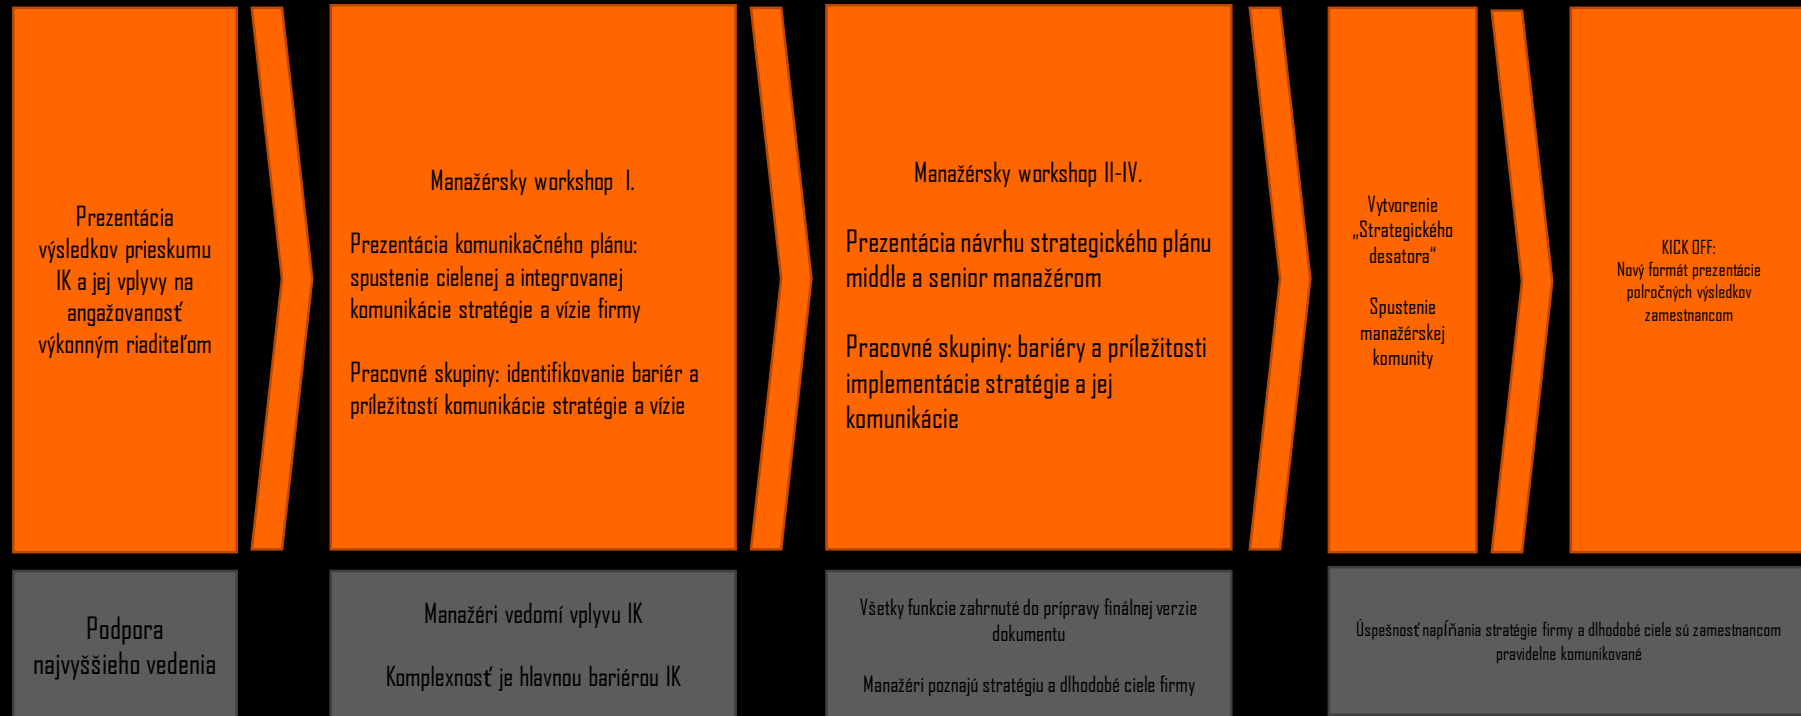 Prezentácia
výsledkov prieskumu
IK a jej vplyvy na
angažovanosť
výkonným riaditeľom
Manažérsky workshop I.
Prezentácia komunikačného plánu:
spustenie cielenej a integrovanej
komunikácie stratégie a vízie firmy
Pracovné skupiny: identifikovanie bariér a
príležitostí komunikácie stratégie a vízie
Manažérsky workshop II-IV.
Prezentácia návrhu strategického plánu
middle a senior manažérom
Pracovné skupiny: bariéry a príležitosti
implementácie stratégie a jej
komunikácie
Vytvorenie
„Strategického
desatora“
Spustenie
manažérskej
komunity
KICK OFF:
Nový formát prezentácie
polročných výsledkov
zamestnancom
Podpora
najvyššieho vedenia
Manažéri vedomí vplyvu IK
Komplexnosť je hlavnou bariérou IK
Všetky funkcie zahrnuté do prípravy finálnej verzie
dokumentu
Manažéri poznajú stratégiu a dlhodobé ciele firmy
Úspešnosť napĺňania stratégie firmy a dlhodobé ciele sú zamestnancom
pravidelne komunikované